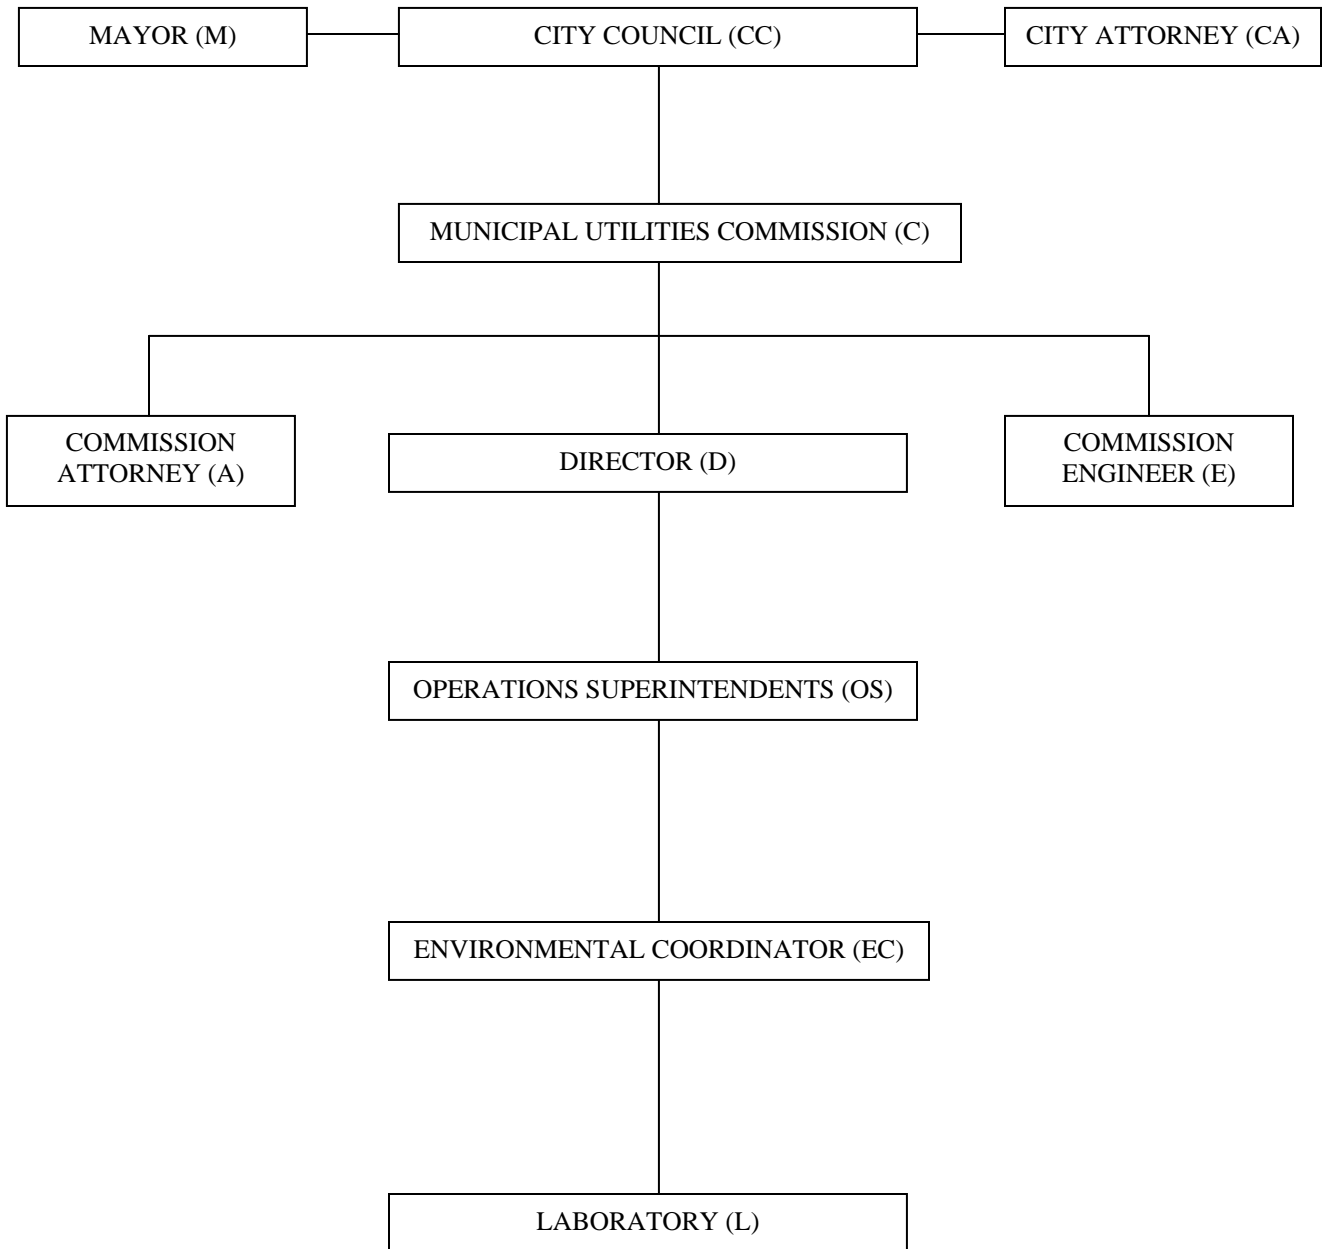 MAYOR (M)
CITY COUNCIL (CC)
CITY ATTORNEY (CA)
MUNICIPAL UTILITIES COMMISSION (C)
COMMISSION
ATTORNEY (A)
DIRECTOR (D)
COMMISSION
ENGINEER (E)
OPERATIONS SUPERINTENDENTS (OS)
ENVIRONMENTAL COORDINATOR (EC)
LABORATORY (L)